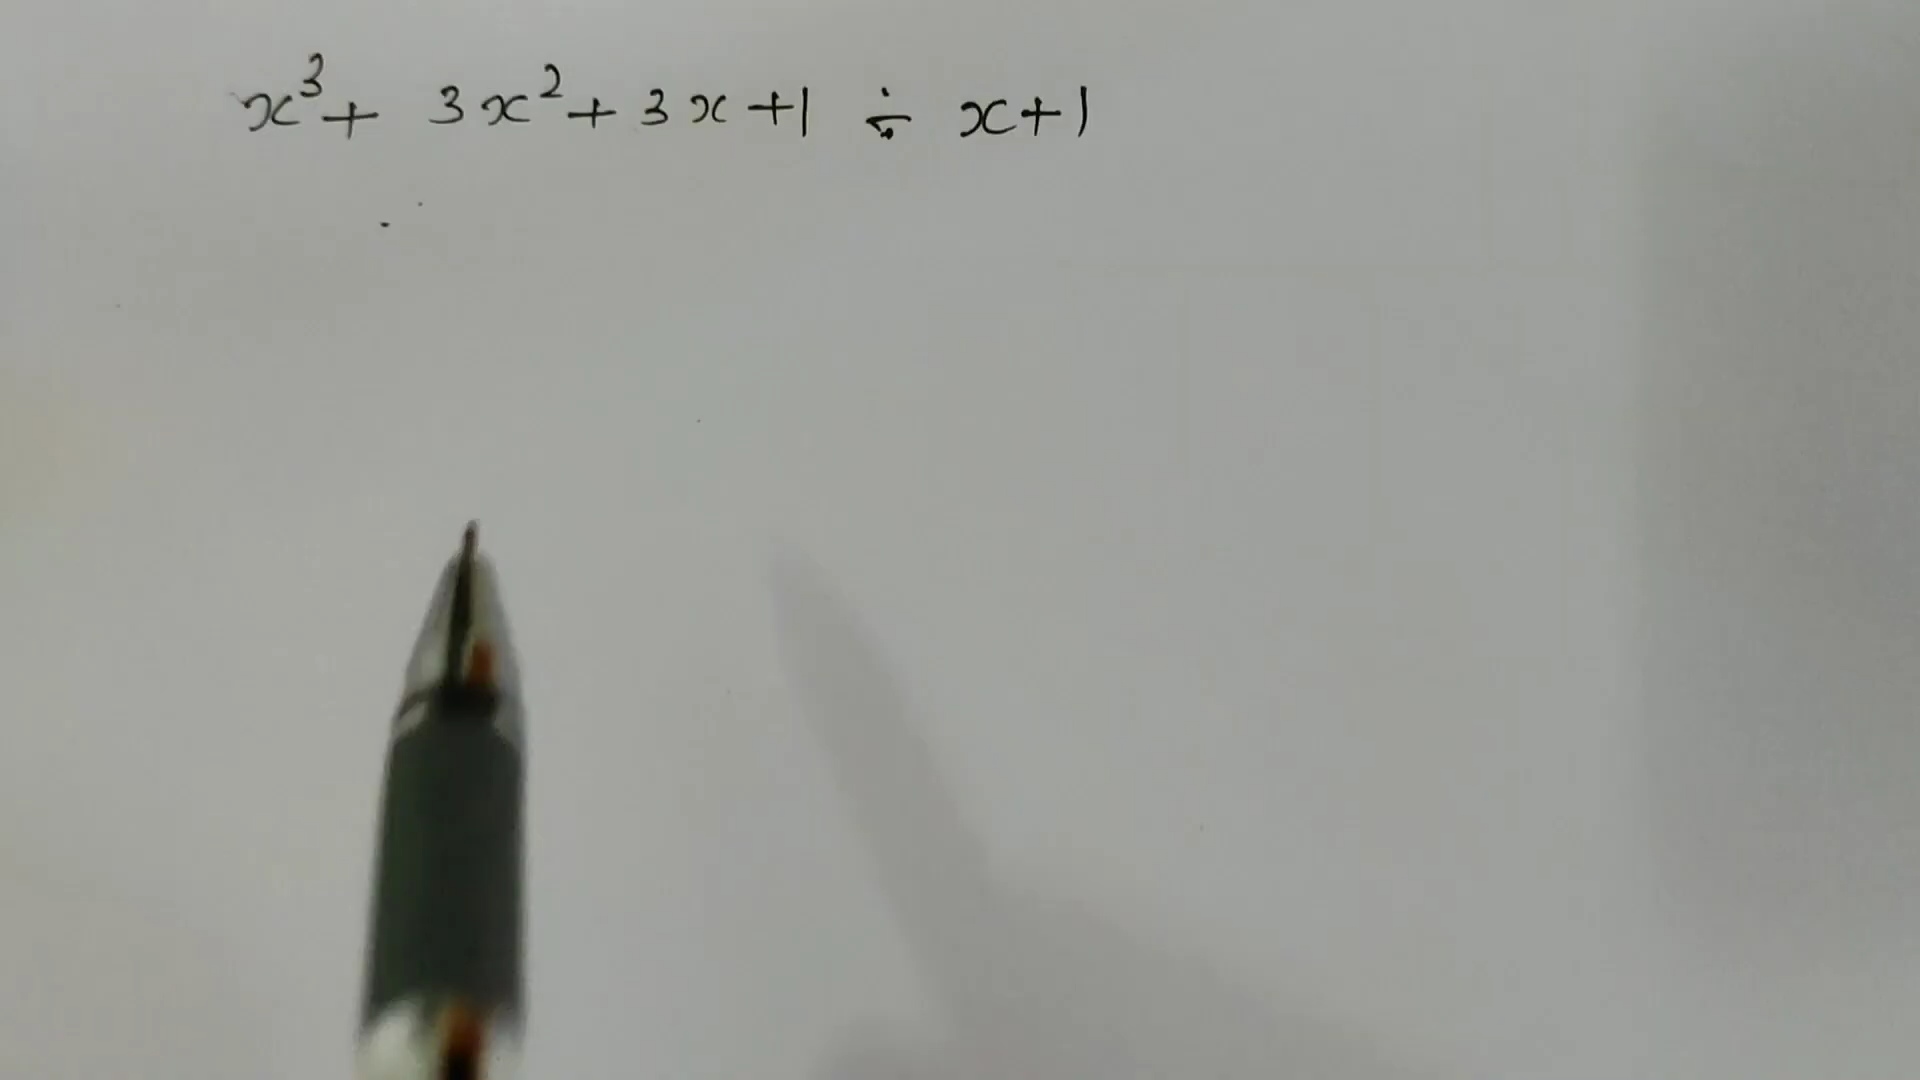 x³ + 3x² + 3x + 1 ÷ x + 1